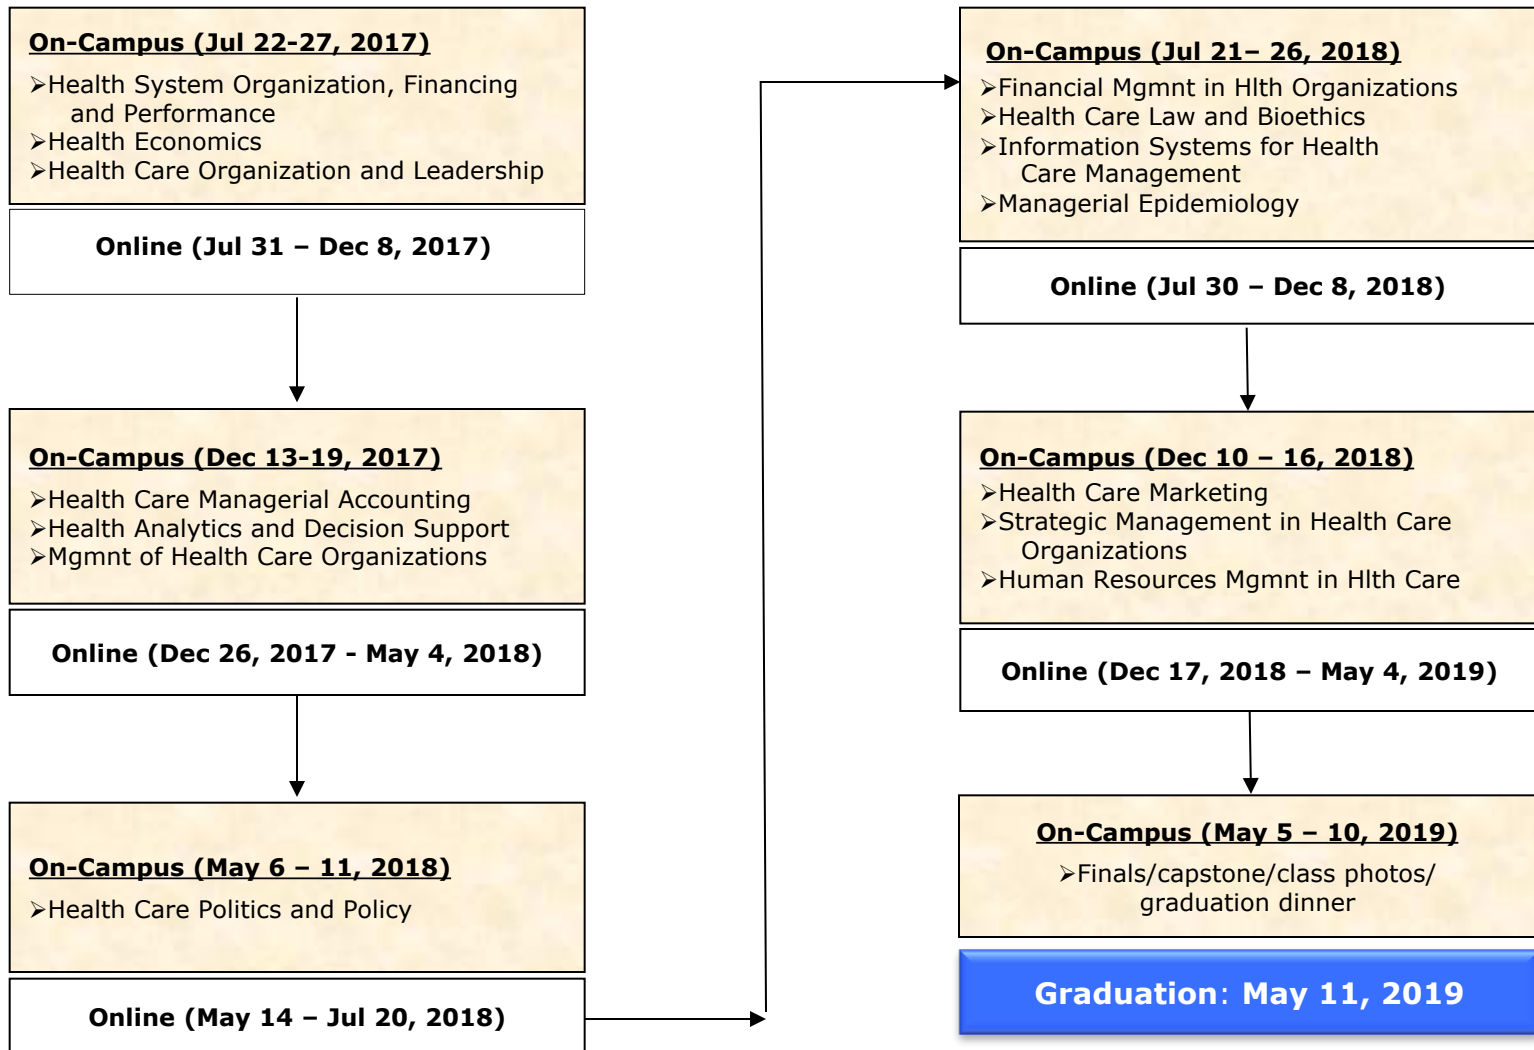 On-Campus (Jul 22-27, 2017)
➢Health System Organization, Financing
and Performance
➢Health Economics
➢Health Care Organization and Leadership
Online (Jul 31 – Dec 8, 2017)
On-Campus (Dec 13-19, 2017)
➢Health Care Managerial Accounting
➢Health Analytics and Decision Support
➢Mgmnt of Health Care Organizations
Online (Dec 26, 2017 - May 4, 2018)
On-Campus (May 6 – 11, 2018)
➢Health Care Politics and Policy
Online (May 14 – Jul 20, 2018)
On-Campus (Jul 21– 26, 2018)
➢Financial Mgmnt in Hlth Organizations
➢Health Care Law and Bioethics
➢Information Systems for Health
Care Management
➢Managerial Epidemiology
Online (Jul 30 – Dec 8, 2018)
On-Campus (Dec 10 – 16, 2018)
➢Health Care Marketing
➢Strategic Management in Health Care
Organizations
➢Human Resources Mgmnt in Hlth Care
Online (Dec 17, 2018 – May 4, 2019)
On-Campus (May 5 – 10, 2019)
➢Finals/capstone/class photos/
graduation dinner
Graduation: May 11, 2019